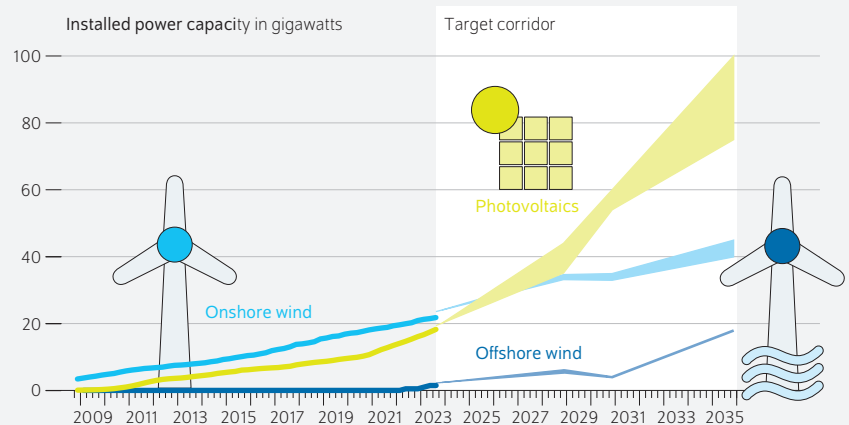 Installed power capacity in gigawatts
Target corridor
100
80
60
40
20
0
Photovoltaics
Onshore wind
Offshore wind
2009 2011 2013 2015 2017 2019 2021 2023 2025 2027 2029 2031 2033 2035